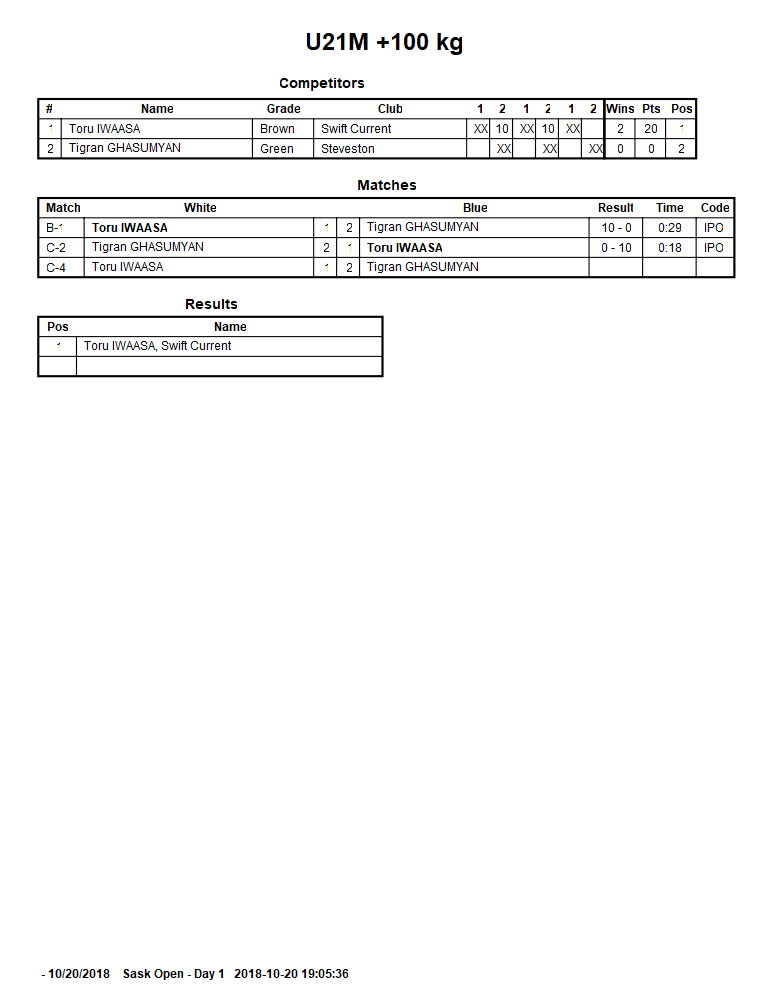 U21M +100 kg
Competitors
# Name Grade Club 1 2 1 2 1 2 Wins Pts Pos
1 Toru IWAASA Brown Swift Current XX 10 XX 10 XX 2 20 1
2 Tigran GHASUMYAN Green Steveston XX XX XX 0 0 2
Matches
Match White Blue Result Time Code
B-1 Toru IWAASA 1 2 Tigran GHASUMYAN 10 - 0 0:29 IPO
C-2 Tigran GHASUMYAN 2 1 Toru IWAASA 0 - 10 0:18 IPO
C-4 Toru IWAASA 1 2 Tigran GHASUMYAN
Results
Pos Name
1 Toru IWAASA, Swift Current
- 10/20/2018 Sask Open - Day 1 2018-10-20 19:05:36